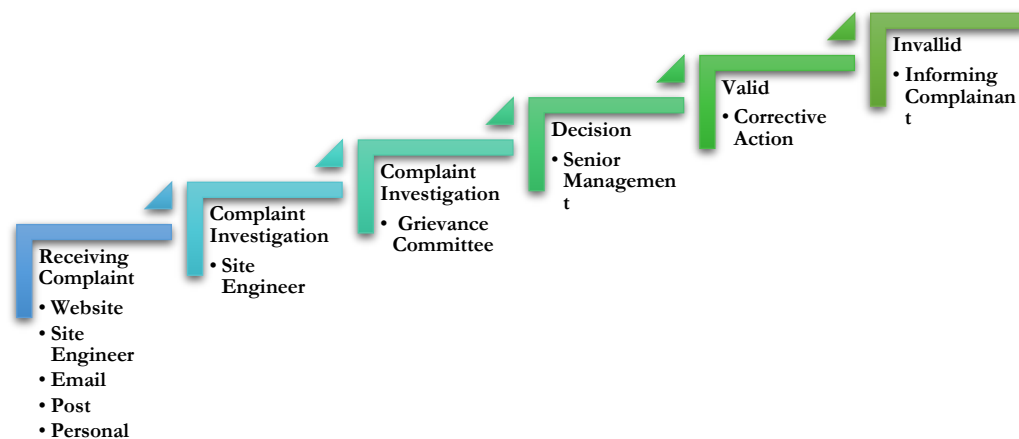 Receiving
Complaint
• Website
• Site
Engineer
• Email
• Post
• Personal
Complaint
Investigation
• Site
Engineer
Complaint
Investigation
• Grievance
Committee
Decision
• Senior
Managemen
t
Valid
• Corrective
Action
Invallid
• Informing
Complainan
t